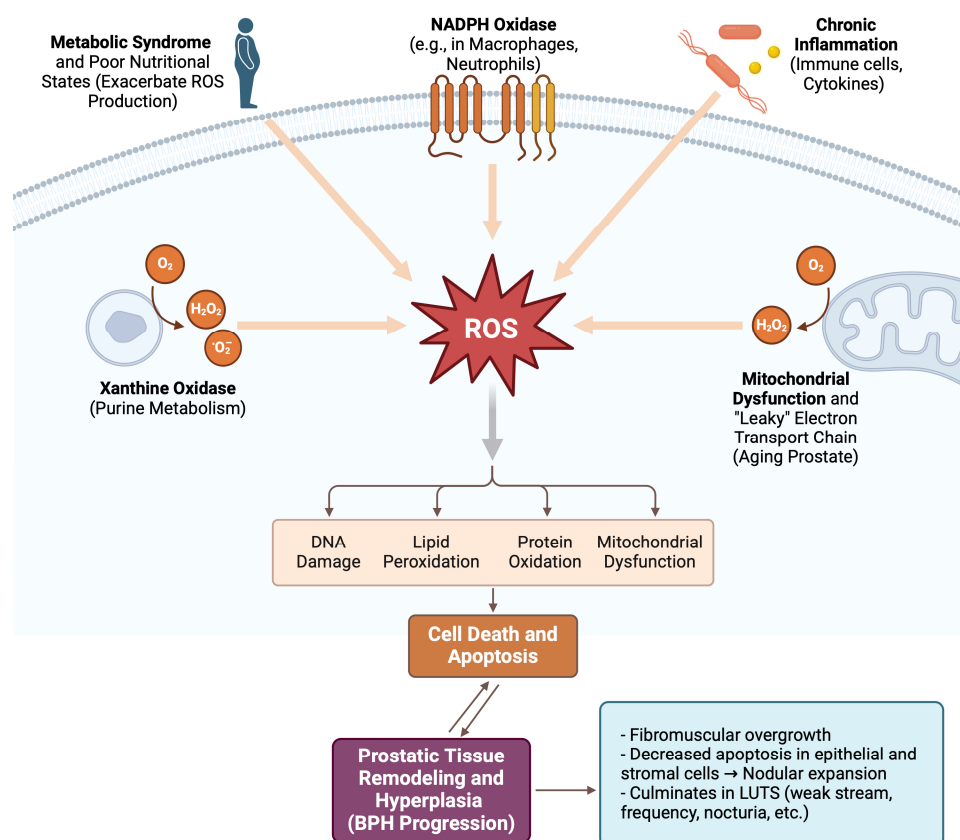 Metabolic Syndrome
and Poor Nutritional
States (Exacerbate ROS
Production)
NADPH Oxidase
(e.g., in Macrophages,
Neutrophils)
Chronic
Inflammation
(Immune cells,
Cytokines)
O₂
H₂O₂
·O₂⁻
Xanthine Oxidase
(Purine Metabolism)
ROS
O₂
H₂O₂
Mitochondrial
Dysfunction and
"Leaky" Electron
Transport Chain
(Aging Prostate)
DNA
Damage
Lipid
Peroxidation
Protein
Oxidation
Mitochondrial
Dysfunction
Cell Death and
Apoptosis
Prostatic Tissue
Remodeling and
Hyperplasia
(BPH Progression)
- Fibromuscular overgrowth
- Decreased apoptosis in epithelial and
stromal cells → Nodular expansion
- Culminates in LUTS (weak stream,
frequency, nocturia, etc.)